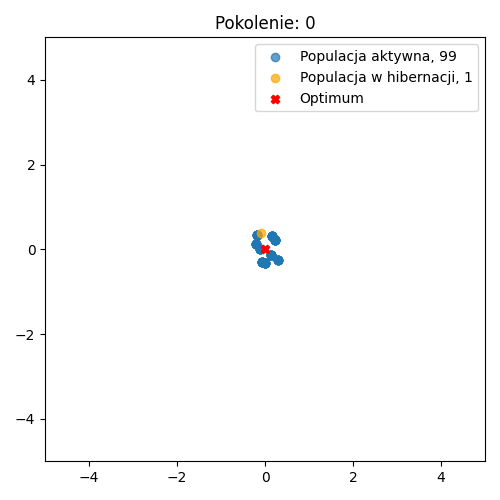 Pokolenie: 0
Populacja aktywna, 99
Populacja w hibernacji, 1
Optimum
4
2
0
−2
−4
−4
−2
0
2
4